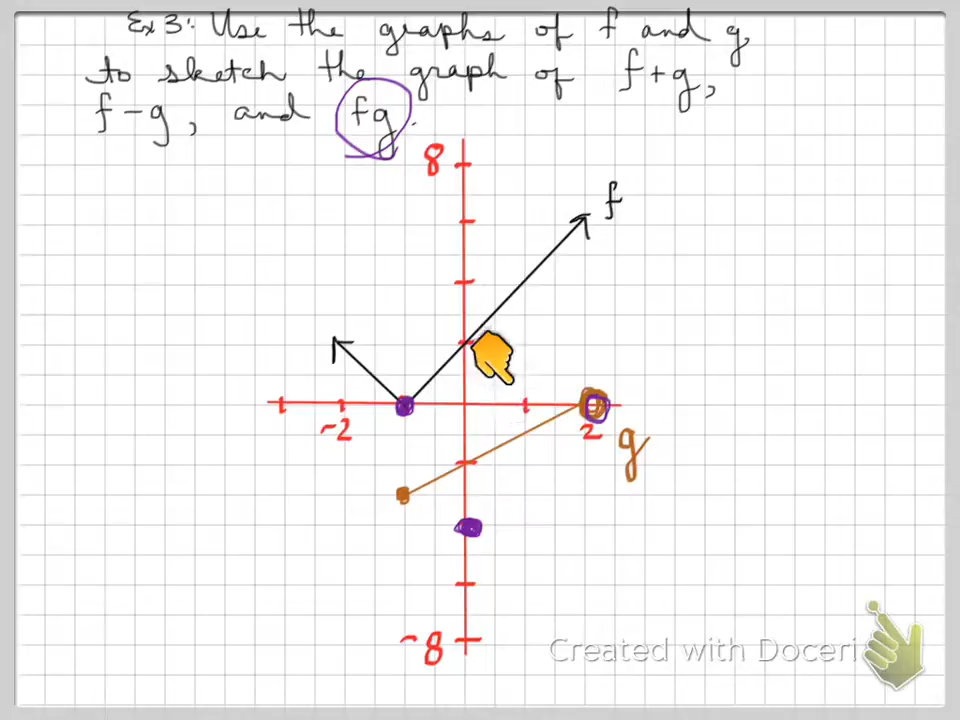 Ex 3: Use the graphs of f and g
to sketch the graph of f+g,
f-g, and fg.
8
f
-2
2
g
-8
Created with Doceri